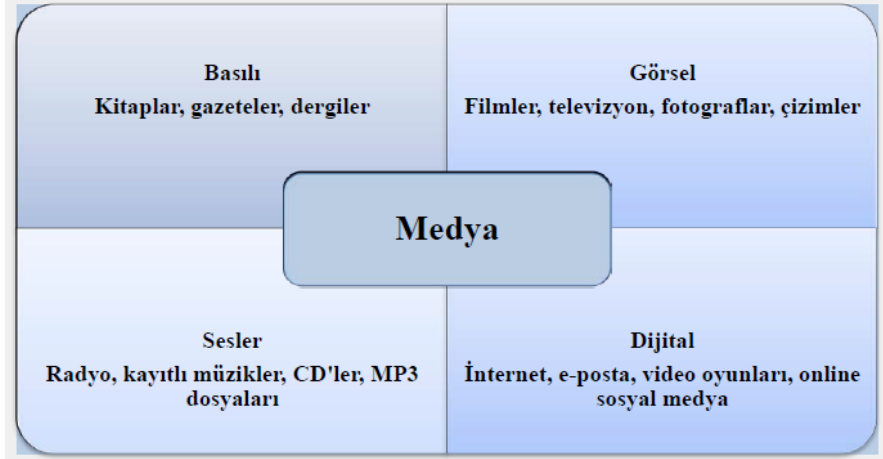 Basılı
Kitaplar, gazeteler, dergiler
Görsel
Filmler, televizyon, fotograflar, çizimler
Medya
Sesler
Radyo, kayıtlı müzikler, CD'ler, MP3
dosyaları
Dijital
İnternet, e-posta, video oyunları, online
sosyal medya